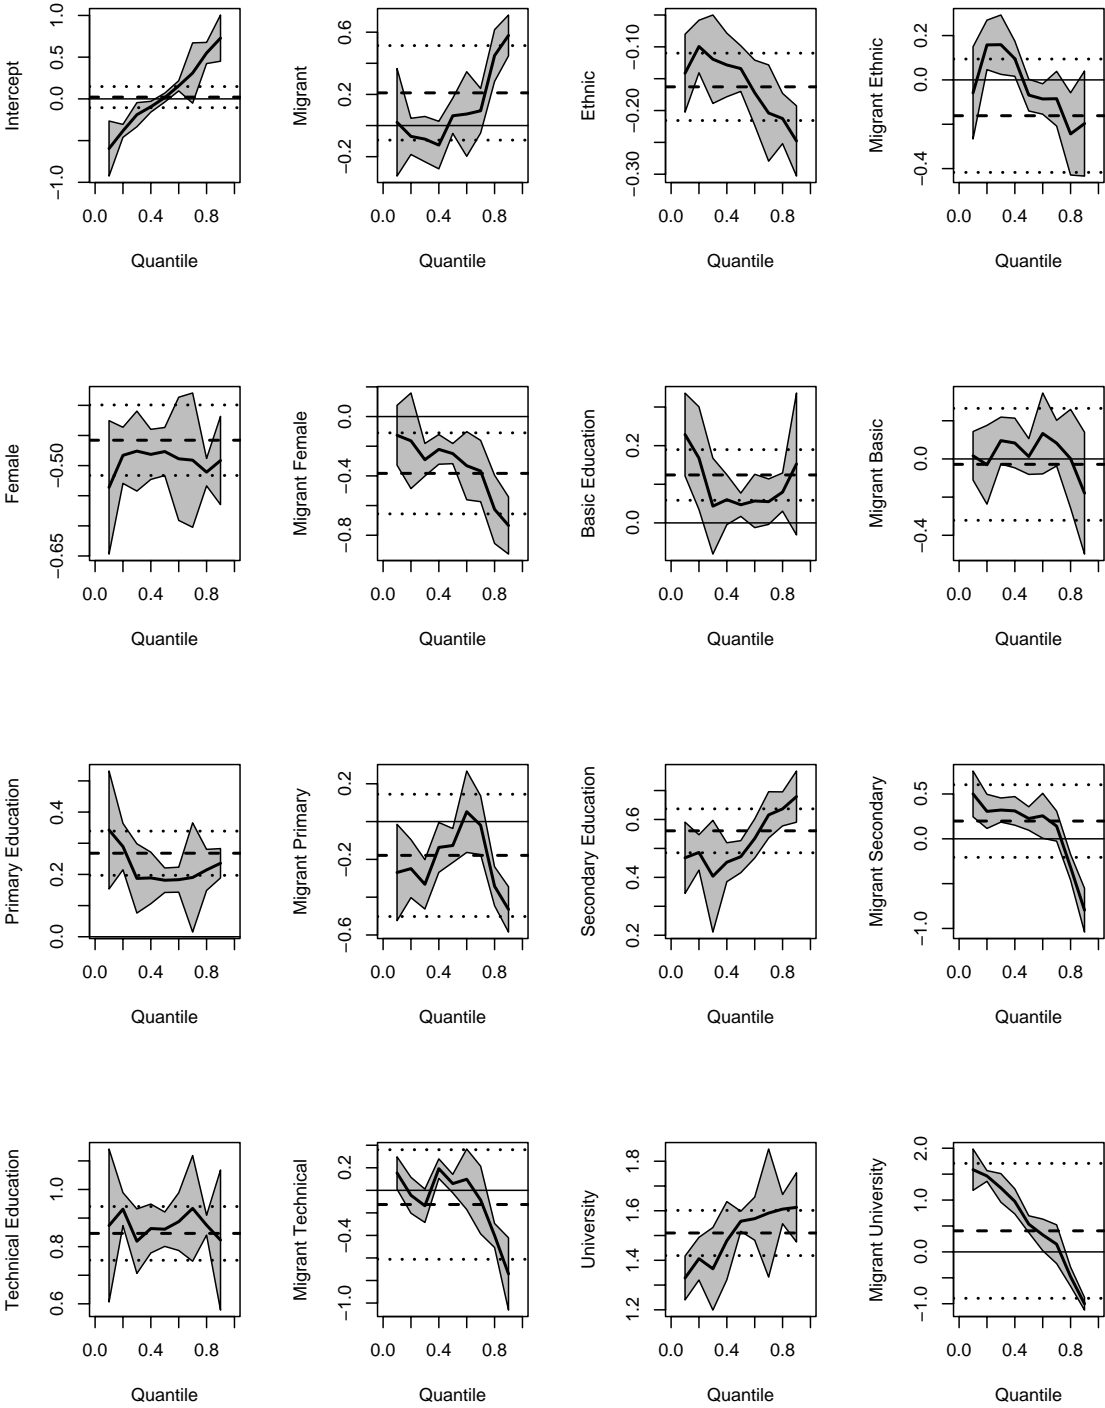 Intercept
1.0
0.5
0.0
−1.0
0.0 0.4 0.8
Quantile
Migrant
0.6
0.2
−0.2
0.0 0.4 0.8
Quantile
Ethnic
−0.10
−0.20
−0.30
0.0 0.4 0.8
Quantile
Migrant Ethnic
0.2
0.0
−0.4
0.0 0.4 0.8
Quantile
Female
−0.50
−0.65
0.0 0.4 0.8
Quantile
Migrant Female
0.0
−0.4
−0.8
0.0 0.4 0.8
Quantile
Basic Education
0.2
0.0
0.0 0.4 0.8
Quantile
Migrant Basic
0.0
−0.4
0.0 0.4 0.8
Quantile
Primary Education
0.4
0.2
0.0
0.0 0.4 0.8
Quantile
Migrant Primary
0.2
−0.2
−0.6
0.0 0.4 0.8
Quantile
Secondary Education
0.6
0.4
0.2
0.0 0.4 0.8
Quantile
Migrant Secondary
0.5
0.0
−1.0
0.0 0.4 0.8
Quantile
Technical Education
1.0
0.8
0.6
0.0 0.4 0.8
Quantile
Migrant Technical
0.2
−0.4
−1.0
0.0 0.4 0.8
Quantile
University
1.8
1.6
1.4
1.2
0.0 0.4 0.8
Quantile
Migrant University
2.0
1.0
0.0
−1.0
0.0 0.4 0.8
Quantile